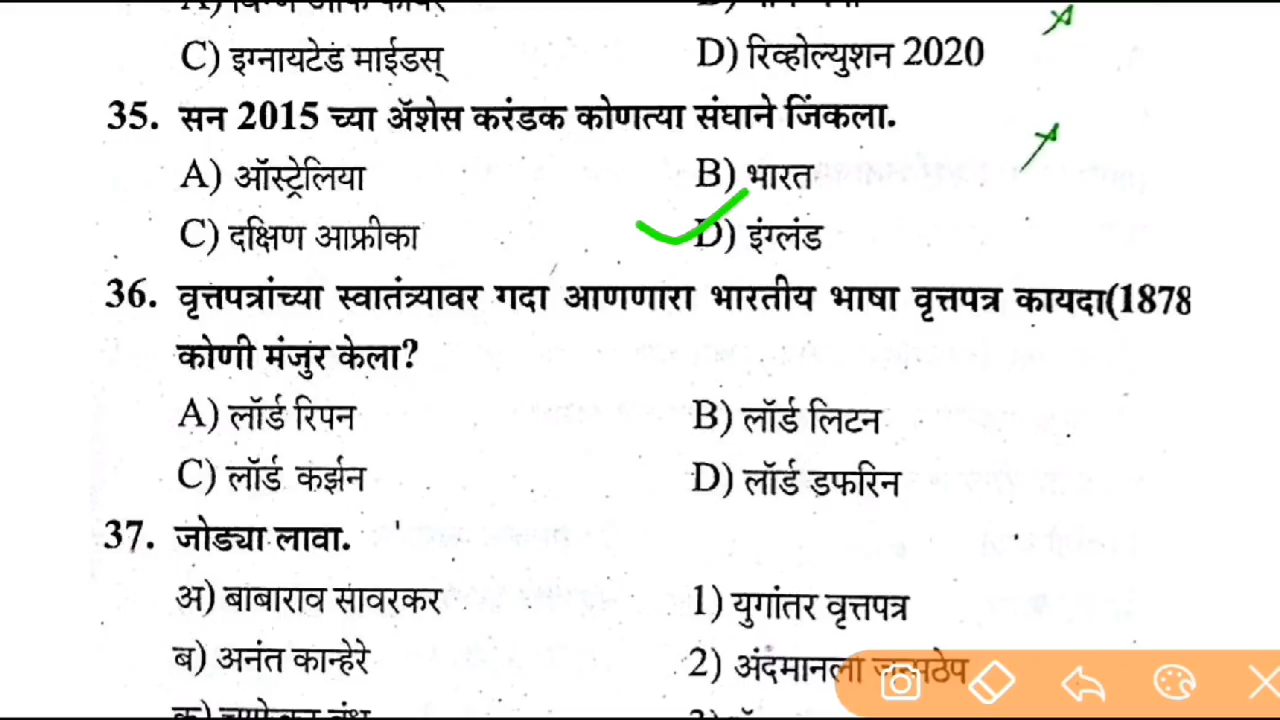 C) इग्नायटेड माईडस् D) रिव्होल्युशन 2020
35. सन 2015 च्या ॲशेस करंडक कोणत्या संघाने जिंकला.
A) ऑस्ट्रेलिया B) भारत
C) दक्षिण आफ्रीका D) इंग्लंड
36. वृत्तपत्रांच्या स्वातंत्र्यावर गदा आणणारा भारतीय भाषा वृत्तपत्र कायदा(1878
कोणी मंजुर केला?
A) लॉर्ड रिपन B) लॉर्ड लिटन
C) लॉर्ड कर्झन D) लॉर्ड डफरिन
37. जोड्या लावा.
अ) बाबाराव सावरकर 1) युगांतर वृत्तपत्र
ब) अनंत कान्हेरे 2) अंदमानला जन्मठेप